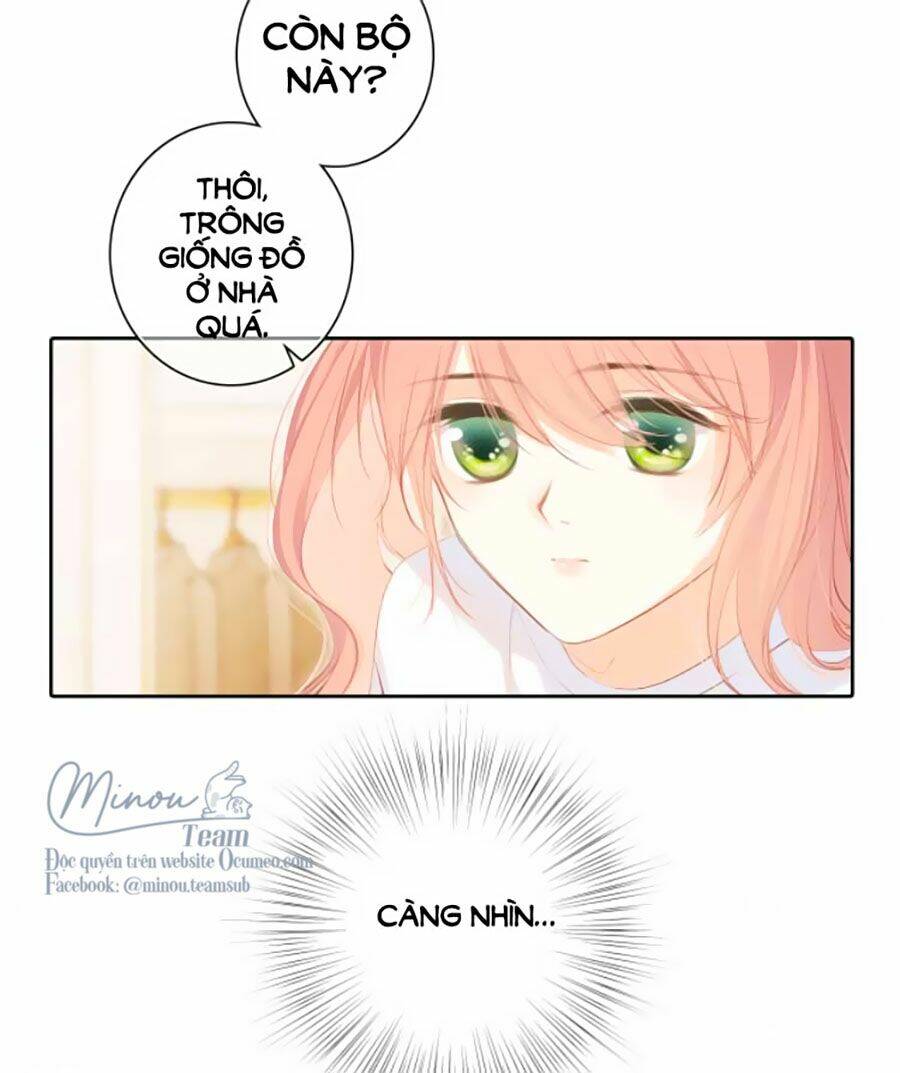 CÒN BỘ
NÀY?
THÔI,
TRÔNG
GIỐNG ĐỒ
Ở NHÀ
QUÁ.
Minou
Team
Độc quyền trên website Ocumeo.com
Facebook: @minou.teamsub
CÀNG NHÌN...